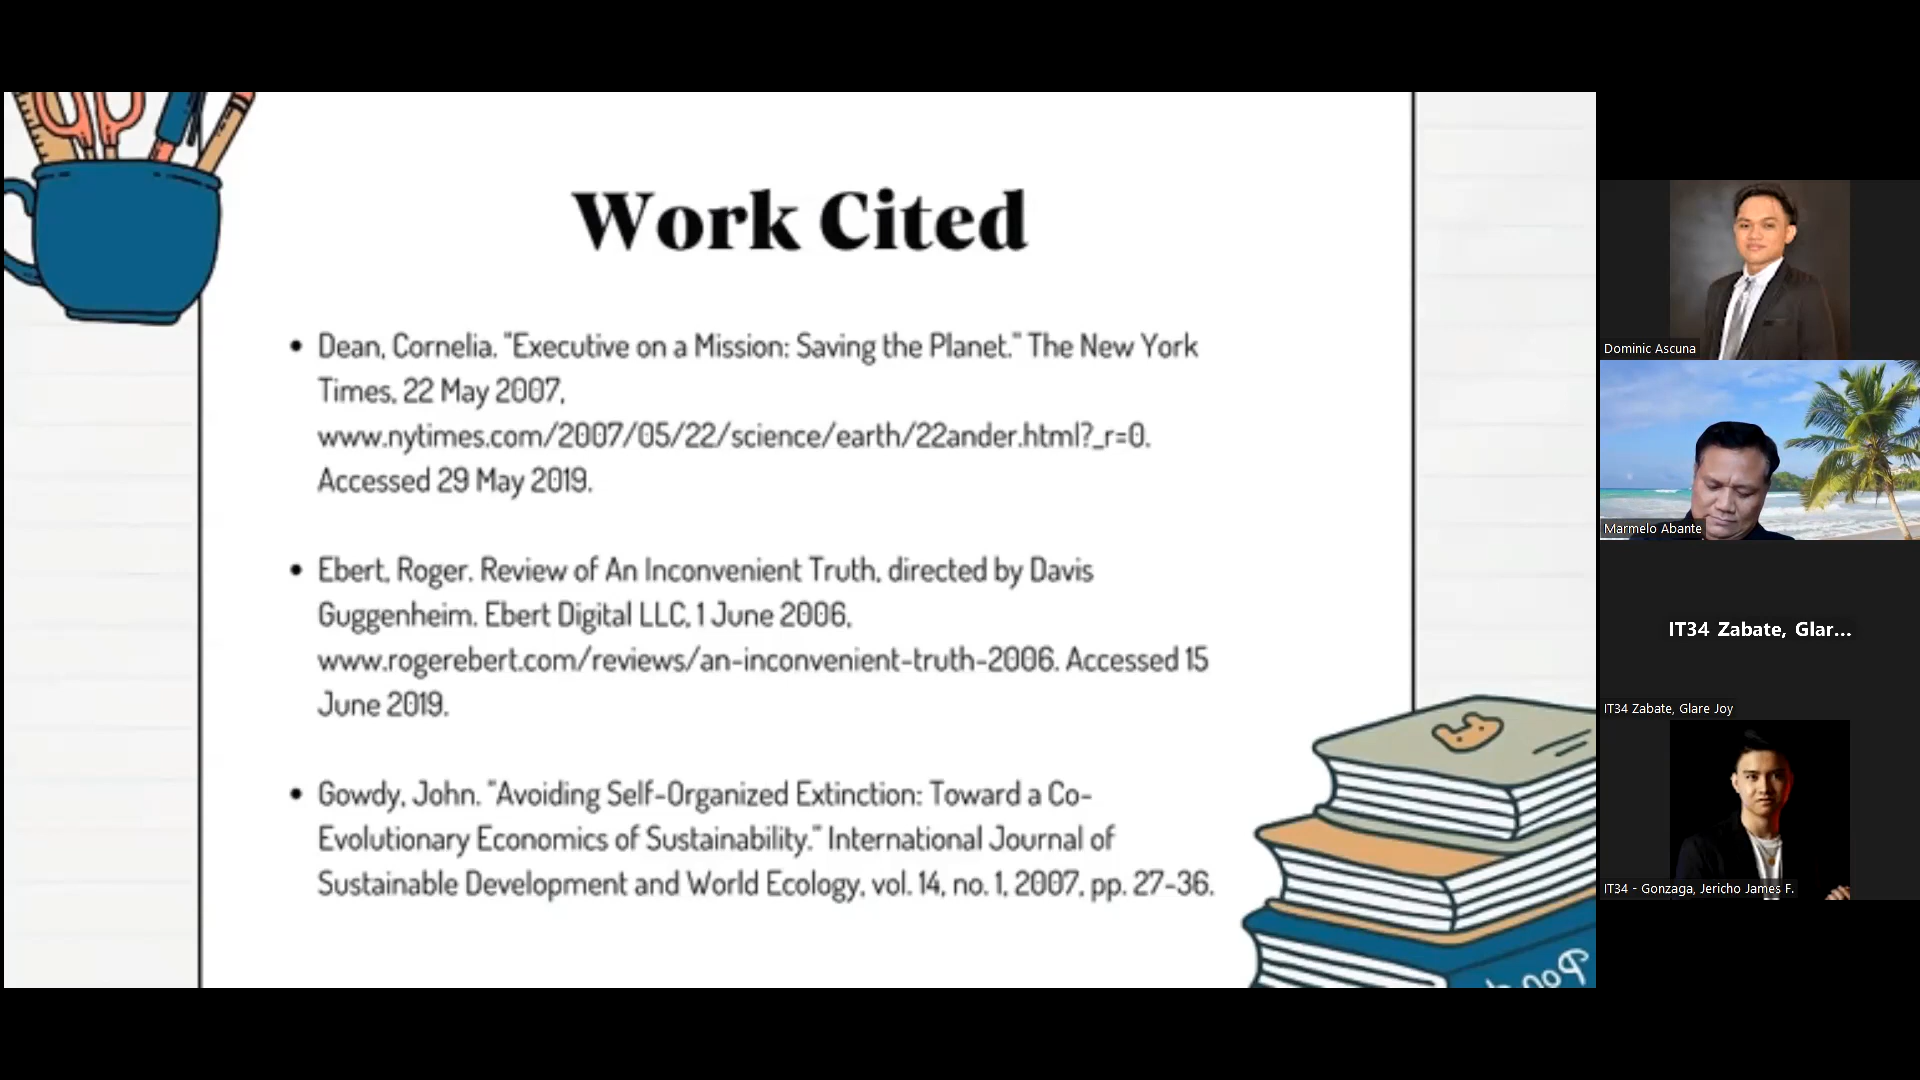 Work Cited
Dean, Cornelia. "Executive on a Mission: Saving the Planet." The New York
Times, 22 May 2007,
www.nytimes.com/2007/05/22/science/earth/22ander.html?_r=0.
Accessed 29 May 2019.
Ebert, Roger. Review of An Inconvenient Truth, directed by Davis
Guggenheim. Ebert Digital LLC, 1 June 2006,
www.rogerebert.com/reviews/an-inconvenient-truth-2006. Accessed 15
June 2019.
Gowdy, John. "Avoiding Self-Organized Extinction: Toward a Co-
Evolutionary Economics of Sustainability." International Journal of
Sustainable Development and World Ecology, vol. 14, no. 1, 2007, pp. 27-36.
Dominic Ascuna
Marmelo Abante
IT34 Zabate, Glar...
IT34 Zabate, Glare Joy
IT34 - Gonzaga, Jericho James F.